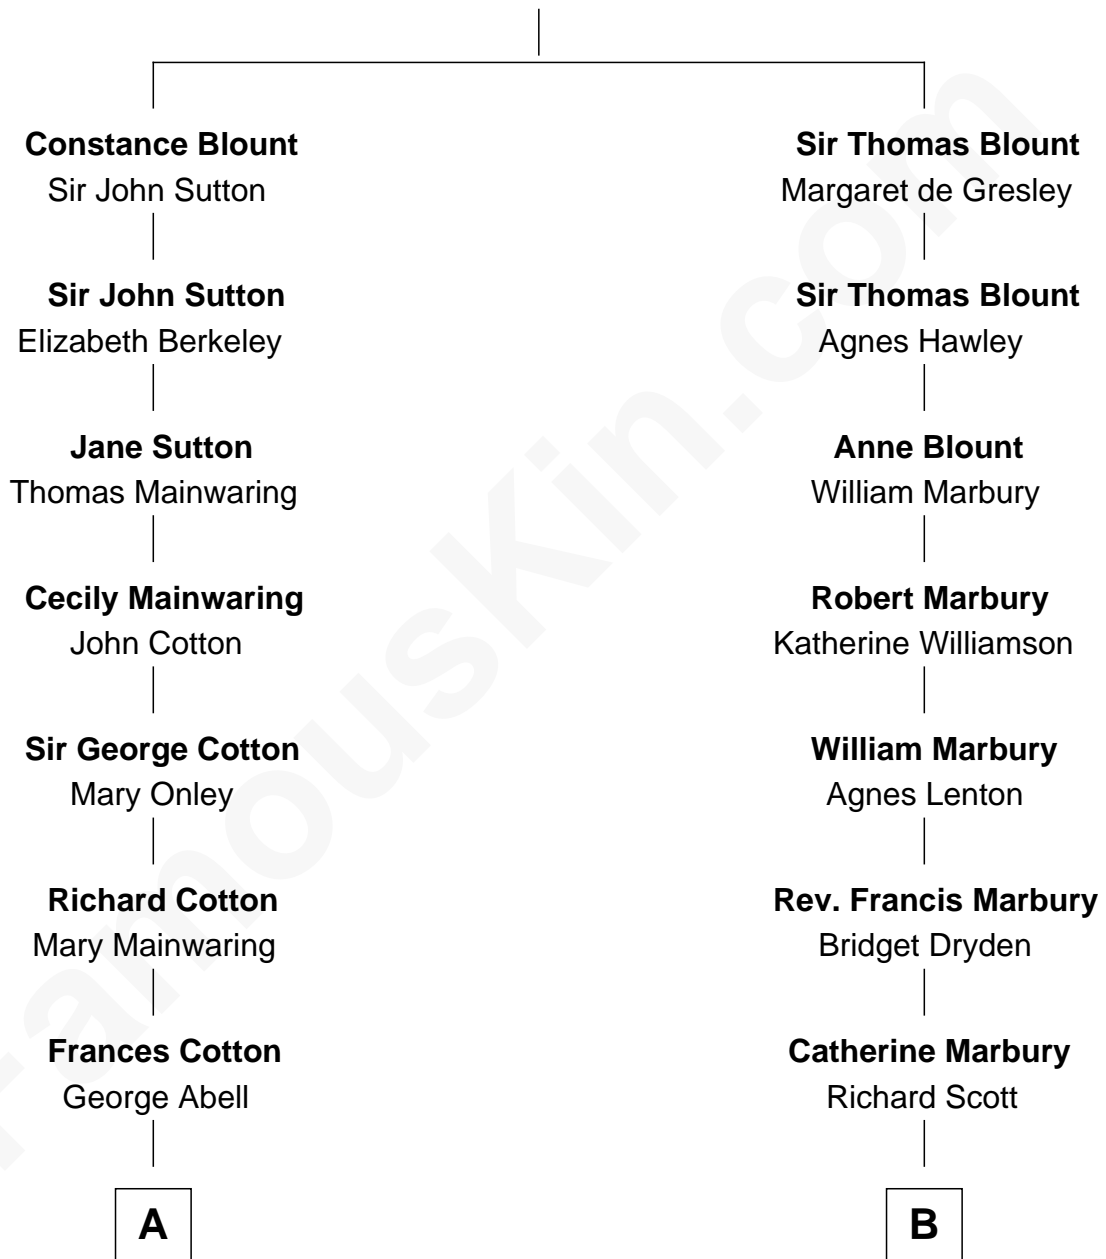 Constance Blount
Sir John Sutton
Sir John Sutton
Elizabeth Berkeley
Jane Sutton
Thomas Mainwaring
Cecily Mainwaring
John Cotton
Sir George Cotton
Mary Onley
Richard Cotton
Mary Mainwaring
Frances Cotton
George Abell
A
Sir Thomas Blount
Margaret de Gresley
Sir Thomas Blount
Agnes Hawley
Anne Blount
William Marbury
Robert Marbury
Katherine Williamson
William Marbury
Agnes Lenton
Rev. Francis Marbury
Bridget Dryden
Catherine Marbury
Richard Scott
B
FamousKin.com